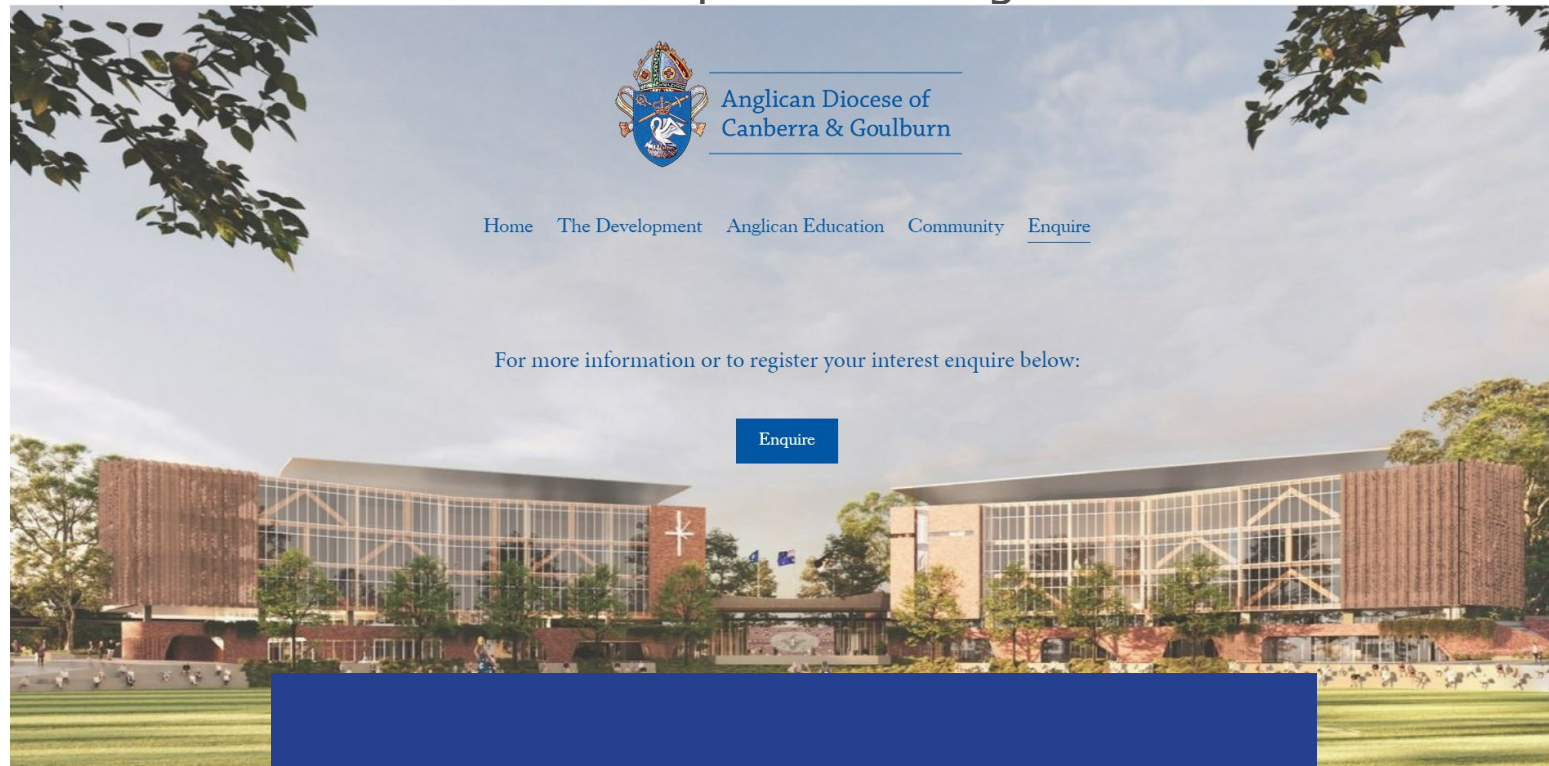 Anglican Diocese of
Canberra & Goulburn
Home The Development Anglican Education Community Enquire
For more information or to register your interest enquire below:
Enquire